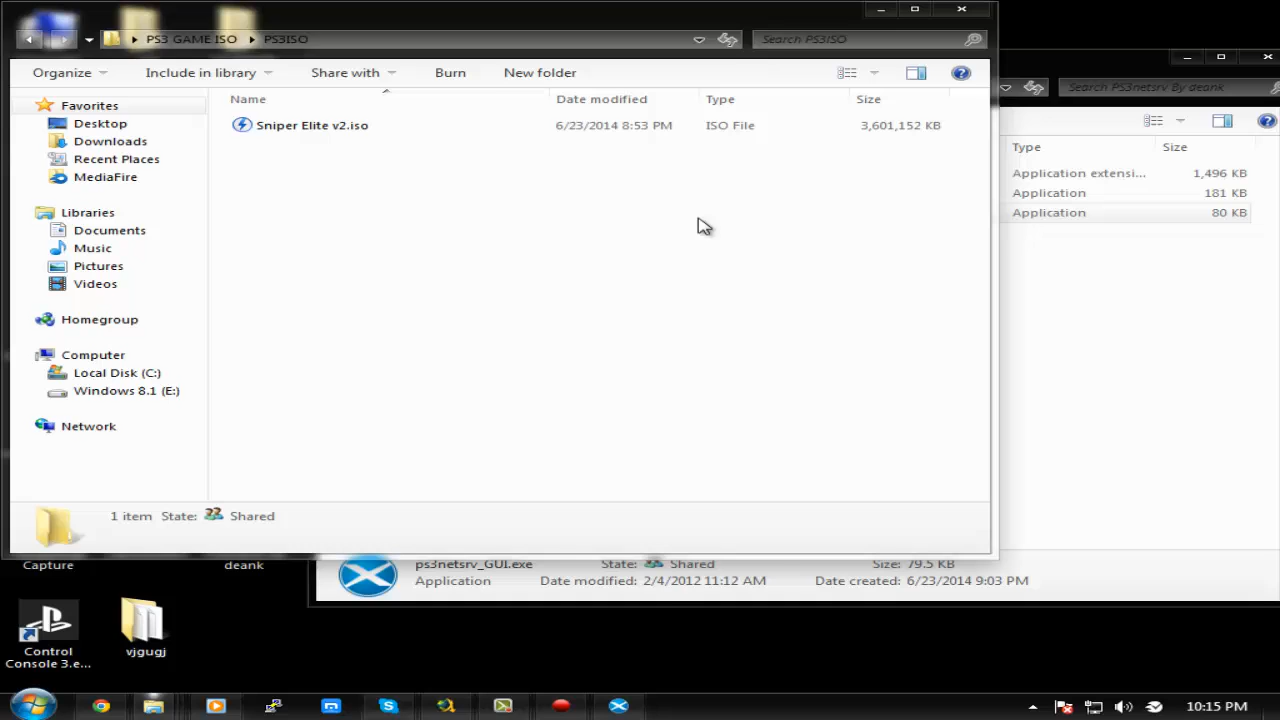 PS3 GAME ISO
PS3ISO
Search PS3ISO
Search PS3netsrv By deank
Organize
Include in library
Share with
Burn
New folder
Name
Date modified
Type
Size
Favorites
Desktop
Downloads
Recent Places
MediaFire
Libraries
Documents
Music
Pictures
Videos
Homegroup
Computer
Local Disk (C:)
Windows 8.1 (E:)
Network
Sniper Elite v2.iso
6/23/2014 8:53 PM
ISO File
3,601,152 KB
Type
Size
Application extensi...
1,496 KB
Application
181 KB
Application
80 KB
1 item State: Shared
ps3netsrv_GUI.exe
State: Shared
Size: 79.5 KB
Application
Date modified: 2/4/2012 11:12 AM
Date created: 6/23/2014 9:03 PM
Capture
deank
Control
Console 3.e...
vjgugj
10:15 PM